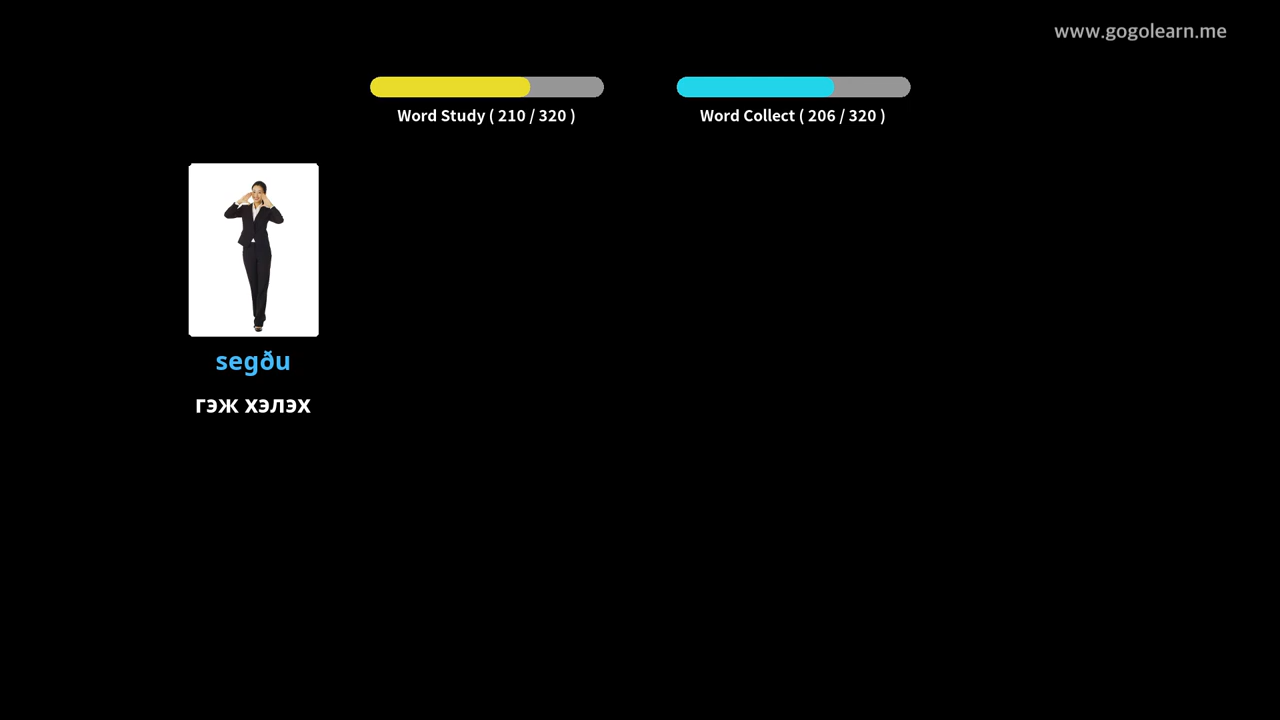 www.gogolearn.me
Word Study ( 210 / 320 )
Word Collect ( 206 / 320 )
segðu
гэж хэлэх